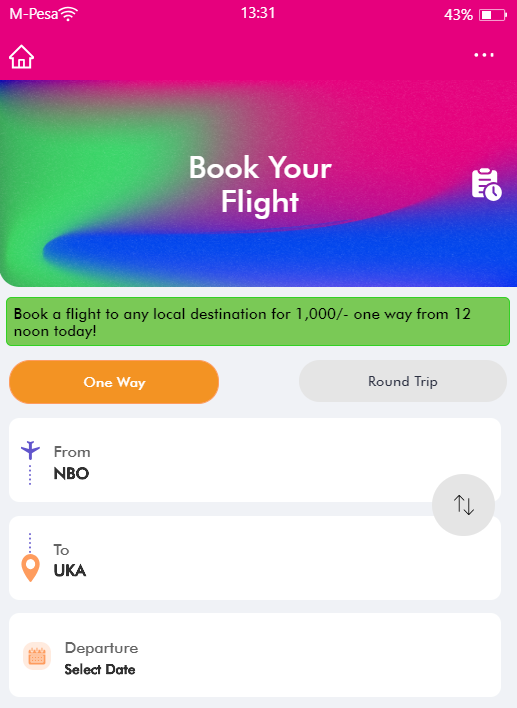 M-Pesa 13:31 43%
Book Your
Flight
Book a flight to any local destination for 1,000/- one way from 12
noon today!
One Way Round Trip
From
NBO
To
UKA
Departure
Select Date